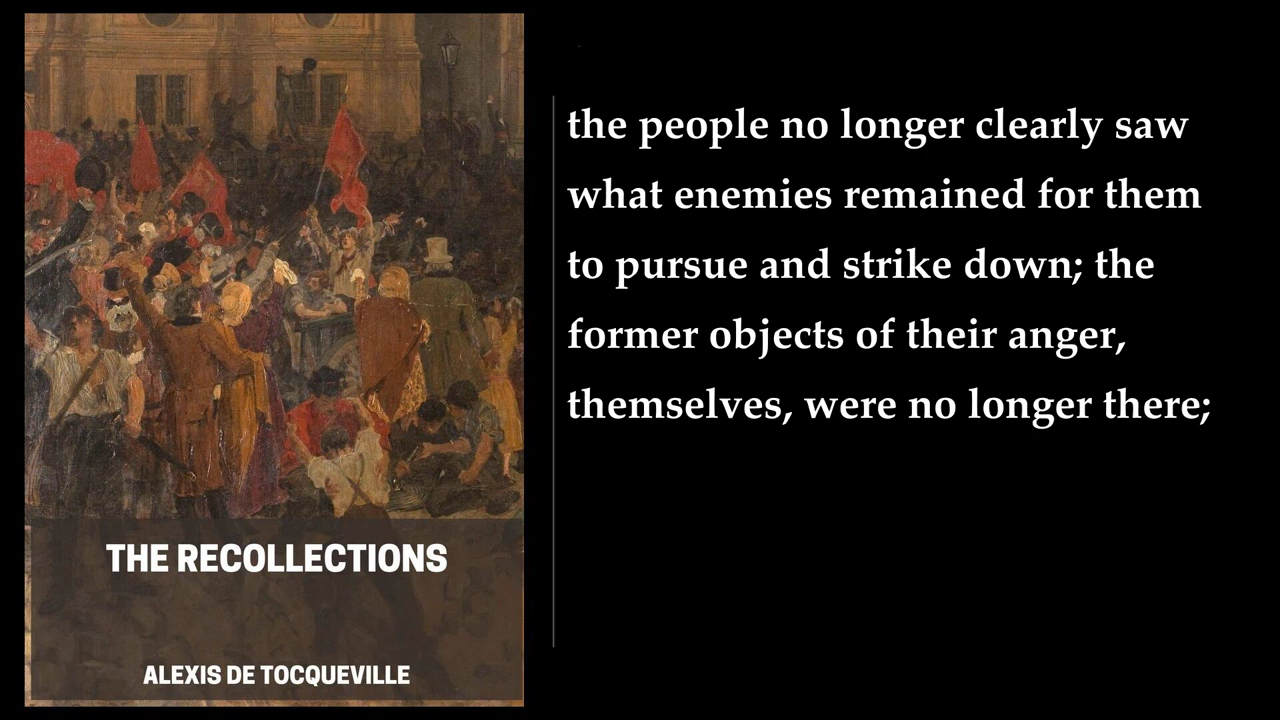 THE RECOLLECTIONS
ALEXIS DE TOCQUEVILLE
the people no longer clearly saw
what enemies remained for them
to pursue and strike down; the
former objects of their anger,
themselves, were no longer there;